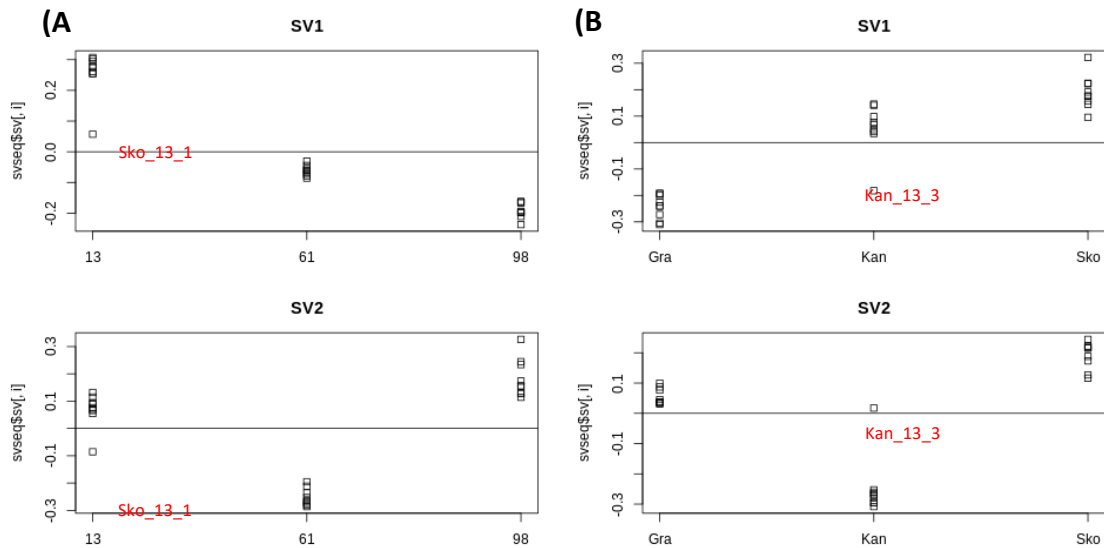 (A
SV1
svseq$sv[, i]
0.2
0.0
-0.2
Sko_13_1
13
61
98
SV2
svseq$sv[, i]
0.3
0.1
-0.1
-0.3
Sko_13_1
13
61
98
(B
SV1
svseq$sv[, i]
0.3
0.1
-0.1
-0.3
Kan_13_3
Gra
Kan
Sko
SV2
svseq$sv[, i]
0.1
-0.1
-0.3
Kan_13_3
Gra
Kan
Sko